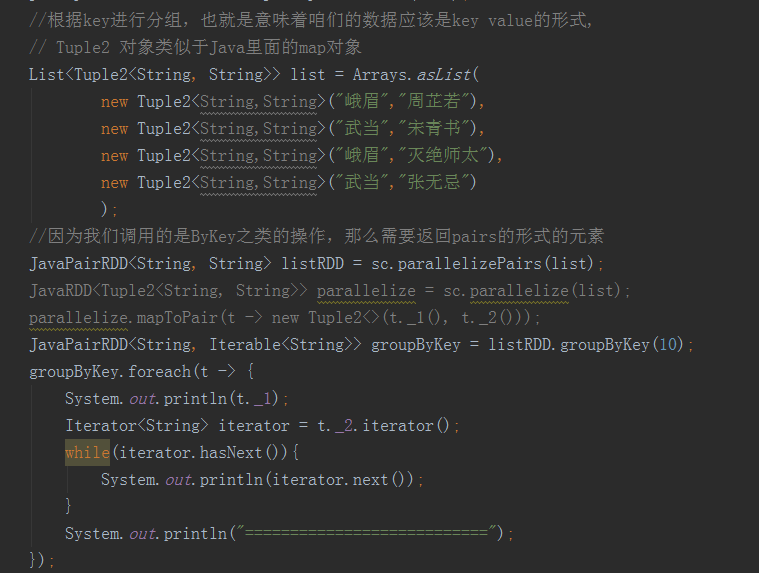 //根据key进行分组，也就是意味着咱们的数据应该是key value的形式，
// Tuple2 对象类似于Java里面的map对象
List<Tuple2<String, String>> list = Arrays.asList(
new Tuple2<String,String>("峨眉","周芷若"),
new Tuple2<String,String>("武当","宋青书"),
new Tuple2<String,String>("峨眉","灭绝师太"),
new Tuple2<String,String>("武当","张无忌")
);
//因为我们调用的是ByKey之类的操作，那么需要返回pairs的形式的元素
JavaPairRDD<String, String> listRDD = sc.parallelizePairs(list);
JavaRDD<Tuple2<String, String>> parallelize = sc.parallelize(list);
parallelize.mapToPair(t -> new Tuple2<>(t._1(), t._2()));
JavaPairRDD<String, Iterable<String>> groupByKey = listRDD.groupByKey(10);
groupByKey.foreach(t -> {
System.out.println(t._1);
Iterator<String> iterator = t._2.iterator();
while(iterator.hasNext()){
System.out.println(iterator.next());
}
System.out.println("===========================");
});